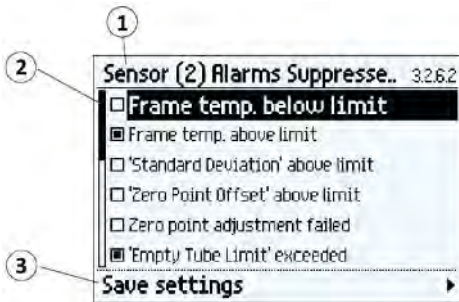 1
2
Sensor (2) Alarms Suppresse.. 3.2.6.2
Frame temp. below limit
Frame temp. above limit
'Standard Deviation' above limit
'Zero Point Offset' above limit
Zero point adjustment failed
'Empty Tube Limit' exceeded
3
Save settings